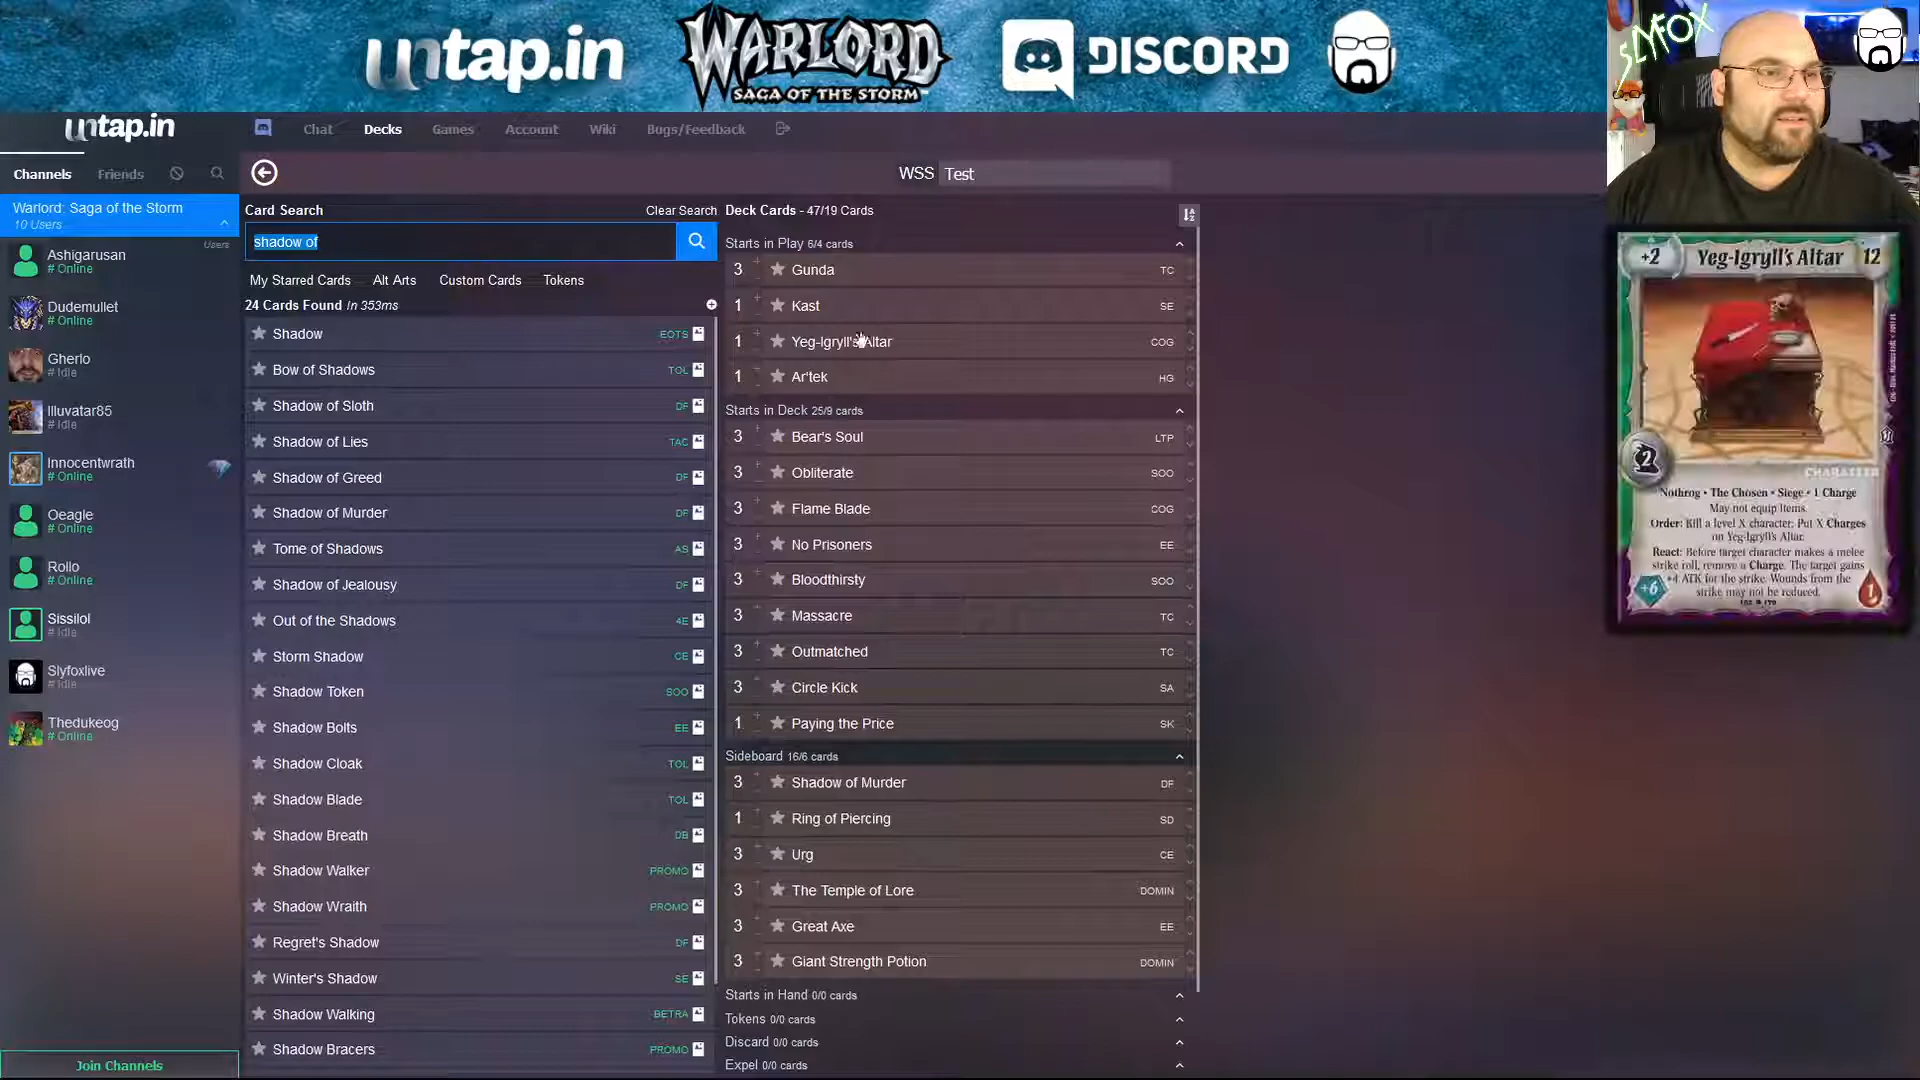 untap.in
WARLORD
SAGA OF THE STORM
DISCORD
SLYFOX
untap.in
Chat
Decks
Games
Account
Wiki
Bugs/Feedback
Channels
Friends
WSS Test
Warlord: Saga of the Storm
10 Users
Users
Ashigarusan
# Online
Dudemullet
# Online
Gherlo
# Idle
Illuvatar85
# Idle
Innocentwrath
# Online
Oeagle
# Online
Rollo
# Online
Sissilol
# Idle
Slyfoxlive
# Idle
Thedukeog
# Online
Join Channels
Card Search
Clear Search
shadow of
My Starred Cards
Alt Arts
Custom Cards
Tokens
24 Cards Found In 353ms
Shadow EOTS
Bow of Shadows TOL
Shadow of Sloth DF
Shadow of Lies TAC
Shadow of Greed DF
Shadow of Murder DF
Tome of Shadows AS
Shadow of Jealousy DF
Out of the Shadows 4E
Storm Shadow CE
Shadow Token SOO
Shadow Bolts EE
Shadow Cloak TOL
Shadow Blade TOL
Shadow Breath DB
Shadow Walker PROMO
Shadow Wraith PROMO
Regret's Shadow DF
Winter's Shadow SE
Shadow Walking BETRA
Shadow Bracers PROMO
Deck Cards - 47/19 Cards
Starts in Play 6/4 cards
3 Gunda TC
1 Kast SE
1 Yeg-Igryll's Altar COG
1 Ar'tek HG
Starts in Deck 25/9 cards
3 Bear's Soul LTP
3 Obliterate SOO
3 Flame Blade COG
3 No Prisoners EE
3 Bloodthirsty SOO
3 Massacre TC
3 Outmatched TC
3 Circle Kick SA
1 Paying the Price SK
Sideboard 16/6 cards
3 Shadow of Murder DF
1 Ring of Piercing SD
3 Urg CE
3 The Temple of Lore DOMIN
3 Great Axe EE
3 Giant Strength Potion DOMIN
Starts in Hand 0/0 cards
Tokens 0/0 cards
Discard 0/0 cards
Expel 0/0 cards
+2 Yeg-Igryll's Altar 12
2
CHARACTER
Nothrog • The Chosen • Siege • 1 Charge
May not equip Items.
Order: Kill a level X character: Put X Charges
on Yeg-Igryll's Altar.
React: Before target character makes a melee
strike roll, remove a Charge. The target gains
+4 ATK for the strike. Wounds from the
strike may not be reduced.
+6
1